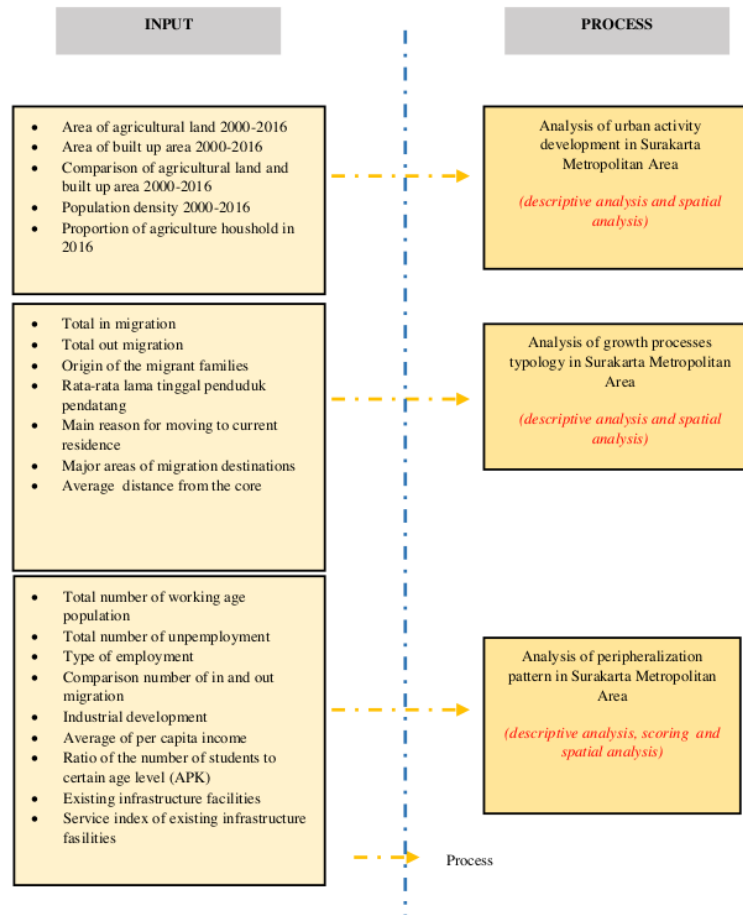 INPUT
PROCESS
• Area of agricultural land 2000-2016
• Area of built up area 2000-2016
• Comparison of agricultural land and
built up area 2000-2016
• Population density 2000-2016
• Proportion of agriculture houshold in
2016
Analysis of urban activity
development in Surakarta
Metropolitan Area
(descriptive analysis and spatial
analysis)
• Total in migration
• Total out migration
• Origin of the migrant families
• Rata-rata lama tinggal penduduk
pendatang
• Main reason for moving to current
residence
• Major areas of migration destinations
• Average distance from the core
Analysis of growth processes
typology in Surakarta Metropolitan
Area
(descriptive analysis and spatial
analysis)
• Total number of working age
population
• Total number of unpemployment
• Type of employment
• Comparison number of in and out
migration
• Industrial development
• Average of per capita income
• Ratio of the number of students to
certain age level (APK)
• Existing infrastructure facilities
• Service index of existing infrastructure
fasilities
Analysis of peripheralization
pattern in Surakarta Metropolitan
Area
(descriptive analysis, scoring and
spatial analysis)
Process